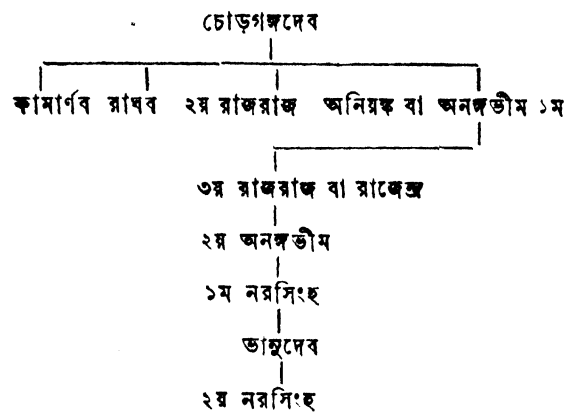 চোড়গঙ্গদেব
কামার্ণব রাঘব ২য় রাজরাজ অনিয়ঙ্ক বা অনঙ্গভীম ১ম
৩য় রাজরাজ বা রাজেন্দ্র
২য় অনঙ্গভীম
১ম নরসিংহ
ভানুদেব
২য় নরসিংহ